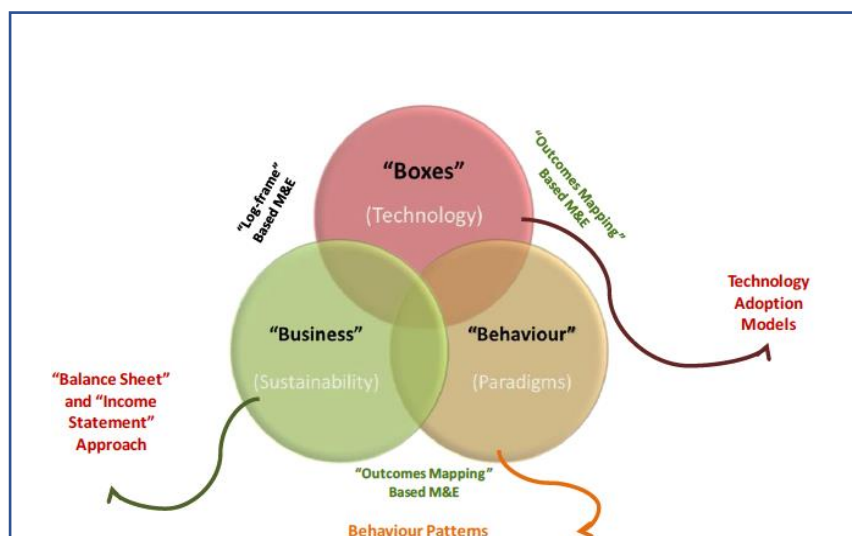 “Boxes”
(Technology)
“Log-frame”
Based M&E
“Outcomes Mapping”
Based M&E
Technology
Adoption
Models
“Business”
(Sustainability)
“Behaviour”
(Paradigms)
“Balance Sheet”
and “Income
Statement”
Approach
“Outcomes Mapping”
Based M&E
Behaviour Patterns